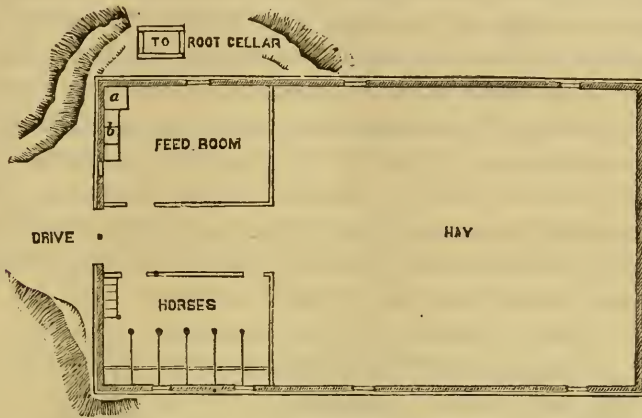 TO ROOT CELLAR
a
b
FEED. ROOM
DRIVE
HAY
HORSES